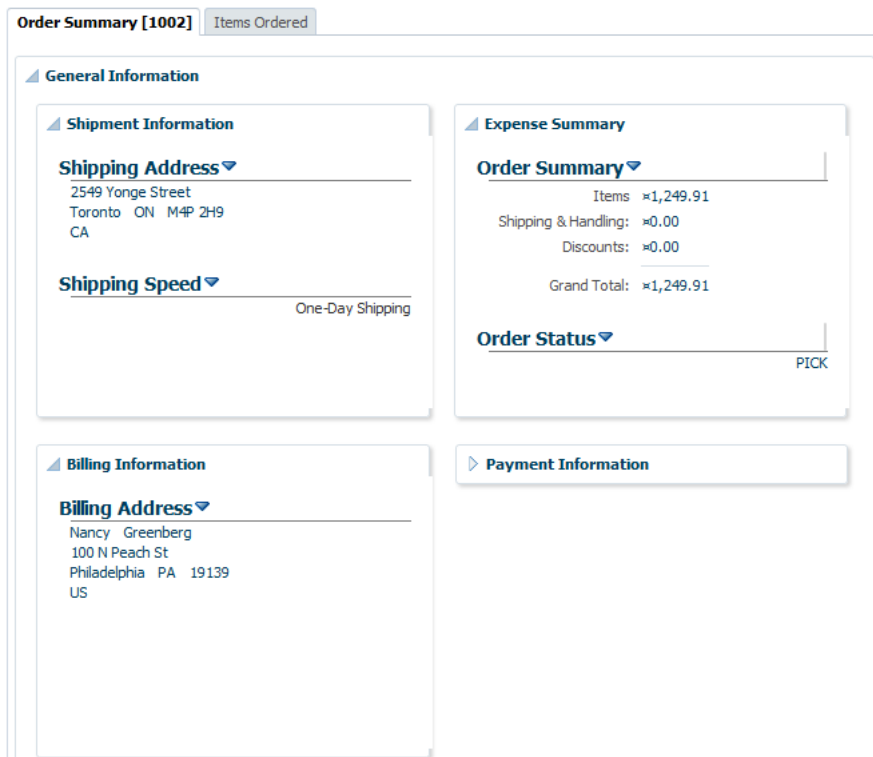 Order Summary [1002]
Items Ordered
General Information
Shipment Information
Shipping Address
2549 Yonge Street
Toronto ON M4P 2H9
CA
Shipping Speed
One-Day Shipping
Expense Summary
Order Summary
Items ¤1,249.91
Shipping & Handling: ¤0.00
Discounts: ¤0.00
Grand Total: ¤1,249.91
Order Status
PICK
Billing Information
Billing Address
Nancy Greenberg
100 N Peach St
Philadelphia PA 19139
US
Payment Information